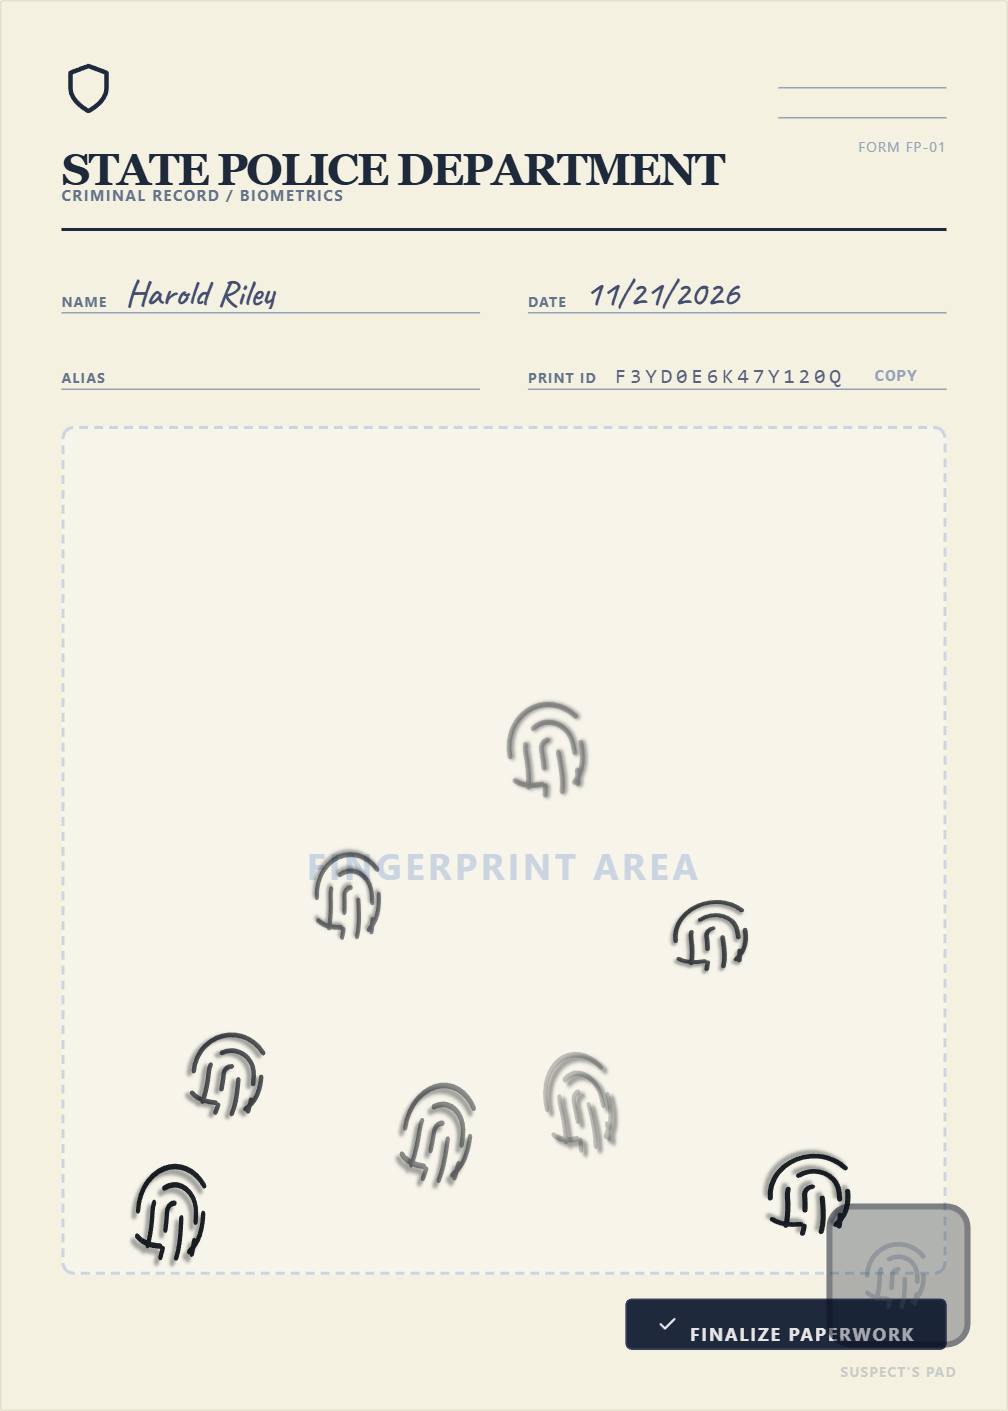 FORM FP-01
STATE POLICE DEPARTMENT
CRIMINAL RECORD / BIOMETRICS
NAME Harold Riley
DATE 11/21/2026
ALIAS
PRINT ID F3YD0E6K47Y120Q COPY
FINGERPRINT AREA
FINALIZE PAPERWORK
SUSPECT'S PAD